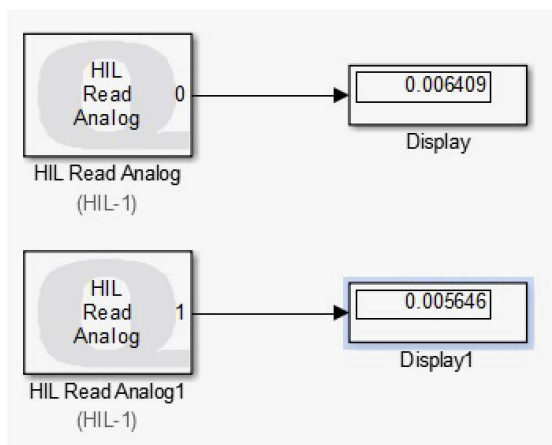 HIL
Read
Analog
0
0.006409
Display
HIL Read Analog
(HIL-1)
HIL
Read
Analog
1
0.005646
Display1
HIL Read Analog1
(HIL-1)